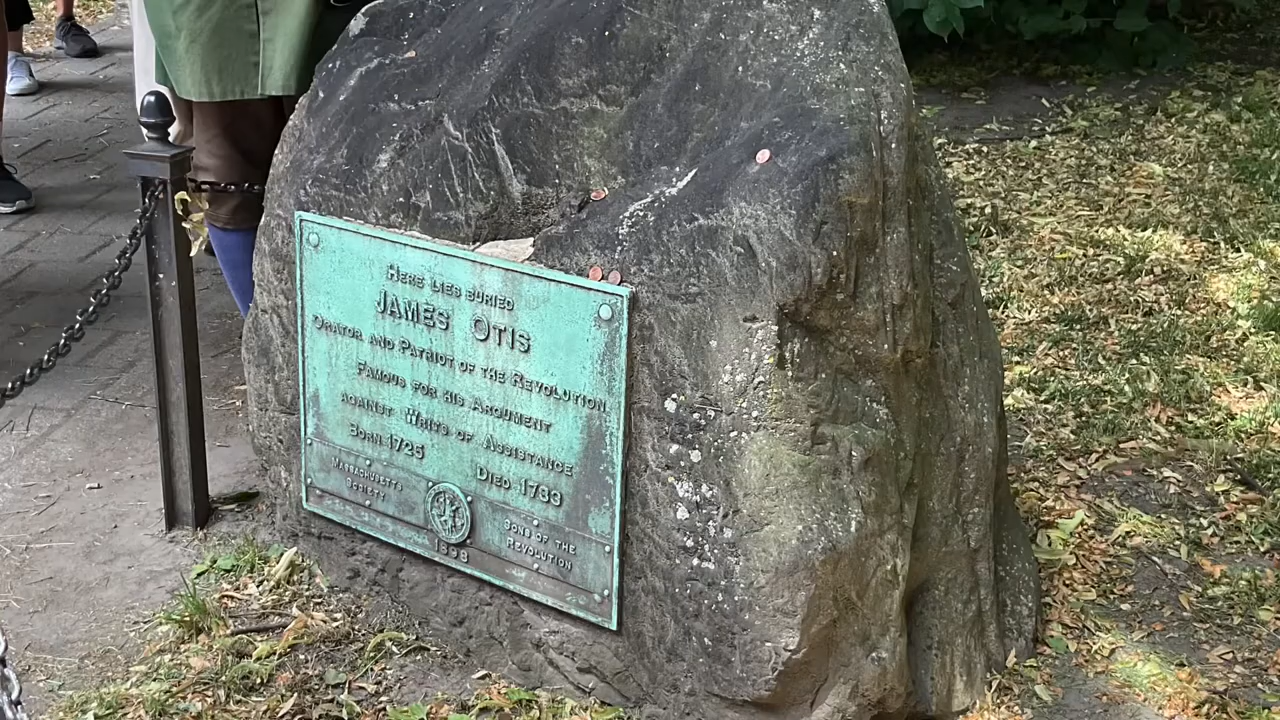 Here lies buried
James Otis
Orator and Patriot of the Revolution
Famous for his Argument
against Writs of Assistance
Born 1725 Died 1783
Massachusetts
Society
Sons of the
Revolution
1898